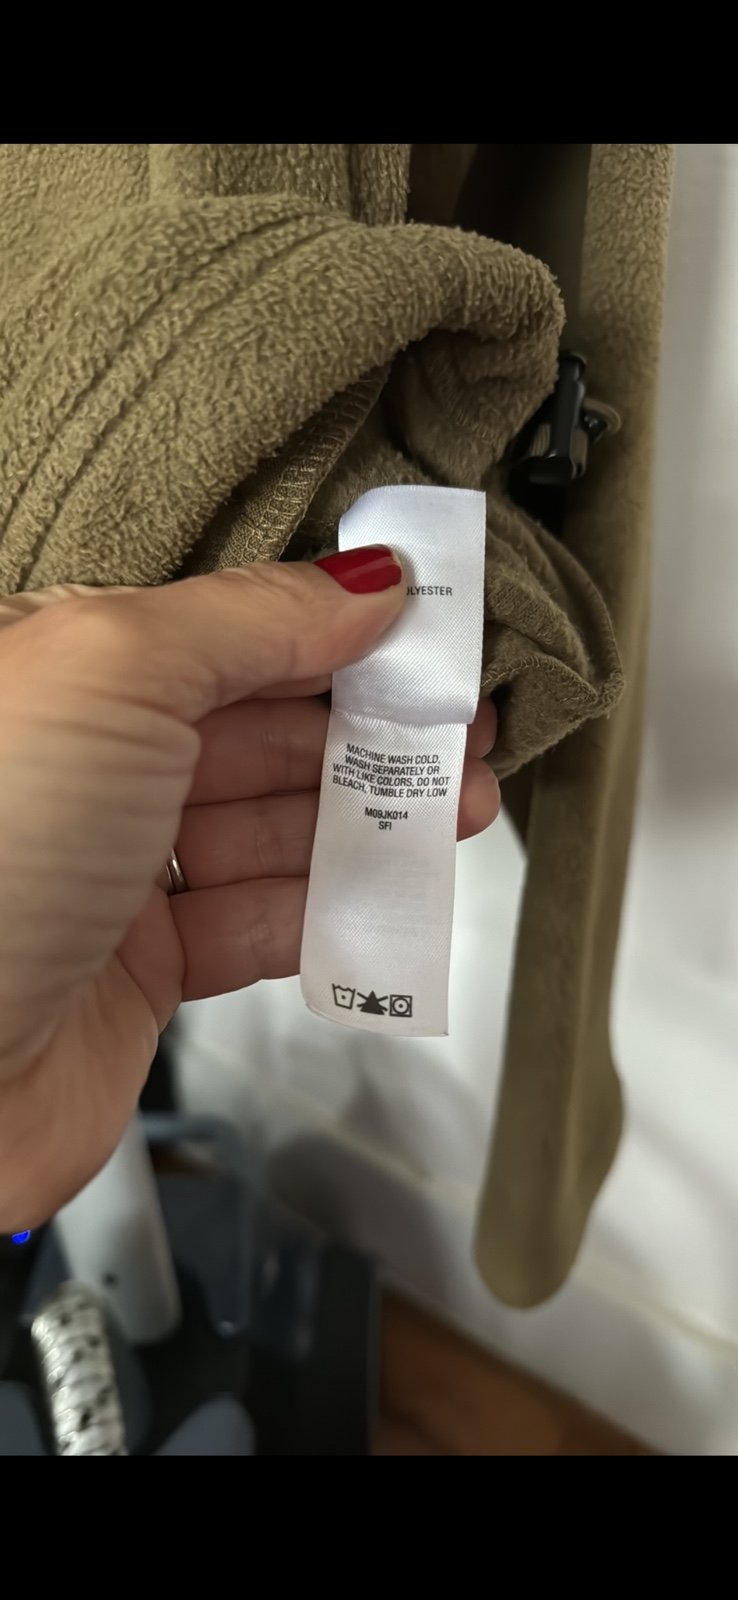 OLYESTER
MACHINE WASH COLD,
WASH SEPARATELY OR
WITH LIKE COLORS, DO NOT
BLEACH, TUMBLE DRY LOW
M09JK014
SFI